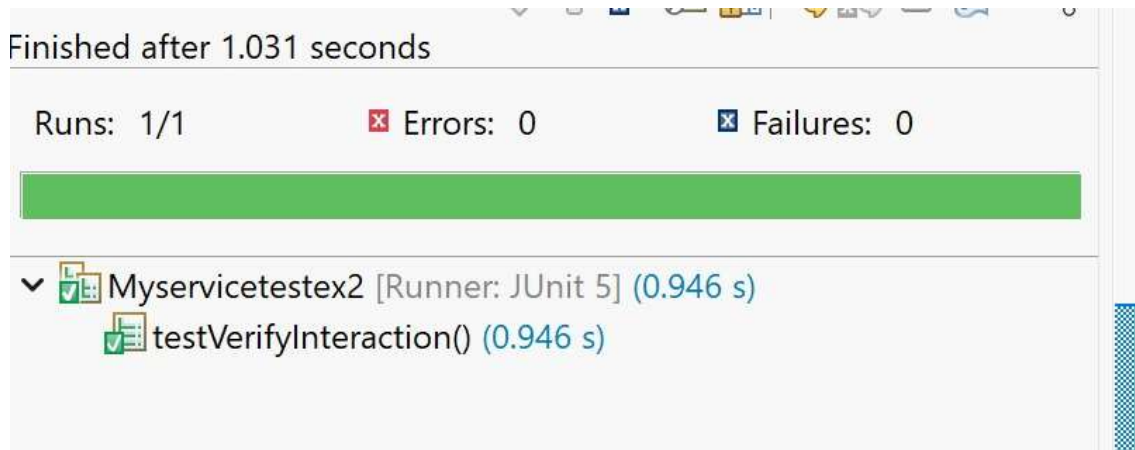 Finished after 1.031 seconds
Runs: 1/1 Errors: 0 Failures: 0
Myservicetestex2 [Runner: JUnit 5] (0.946 s)
testVerifyInteraction() (0.946 s)